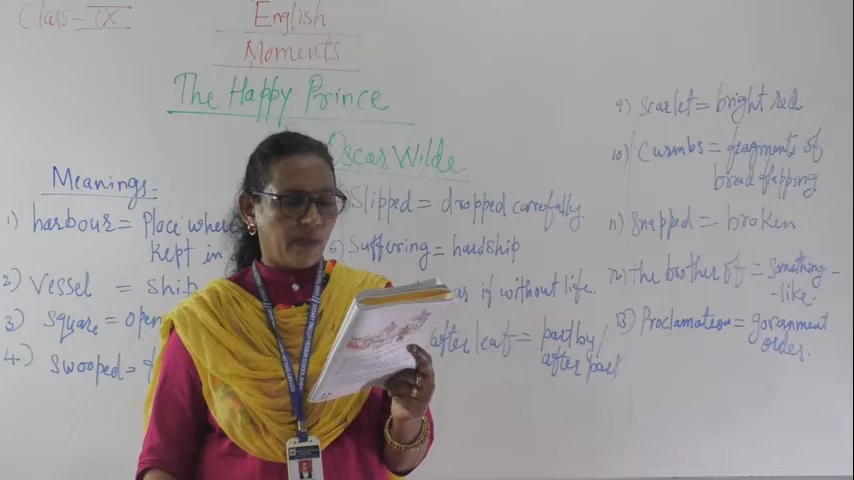 Class - IX
English
Moments
The Happy Prince
Oscar Wilde
Meanings:-
1) harbour = Place where
kept in
2) Vessel = ship
3) square = open
4) swooped =
Slipped = dropped carefully.
6) Suffering = hardship
as if without life.
after leaf = part by/
after part
9) Scarlet = bright red
10) Curmbs = fragments of
bread
11) Snapped = broken
12) the brother of = something-
-like.
13) Proclamation = government
order.